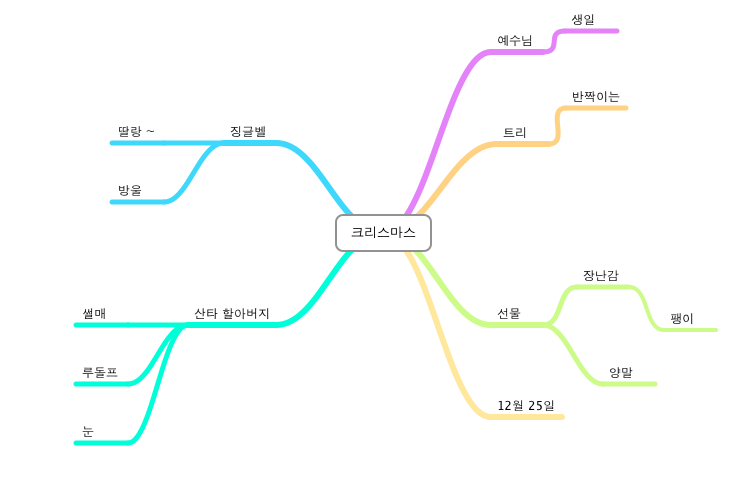 크리스마스
예수님
생일
트리
반짝이는
선물
장난감
팽이
양말
12월 25일
징글벨
딸랑 ~
방울
산타 할아버지
썰매
루돌프
눈